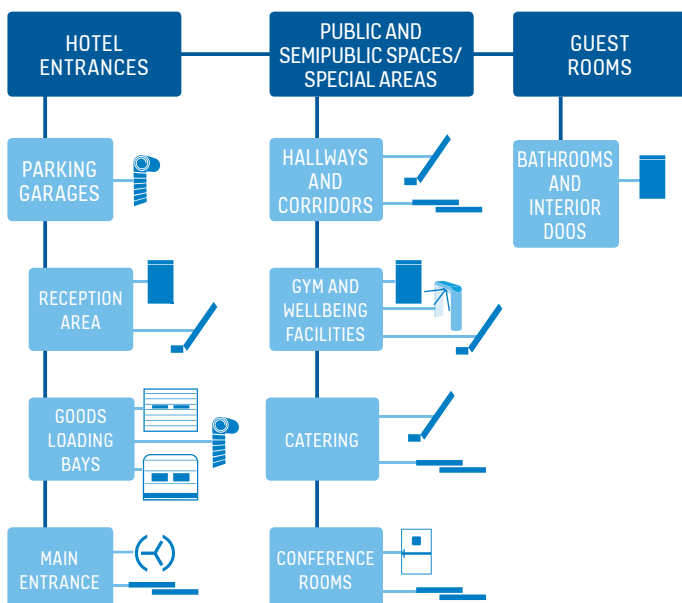 HOTEL
ENTRANCES
PUBLIC AND
SEMIPUBLIC SPACES/
SPECIAL AREAS
GUEST
ROOMS
PARKING
GARAGES
HALLWAYS
AND
CORRIDORS
BATHROOMS
AND
INTERIOR
DOOS
RECEPTION
AREA
GYM AND
WELLBEING
FACILITIES
GOODS
LOADING
BAYS
CATERING
MAIN
ENTRANCE
CONFERENCE
ROOMS